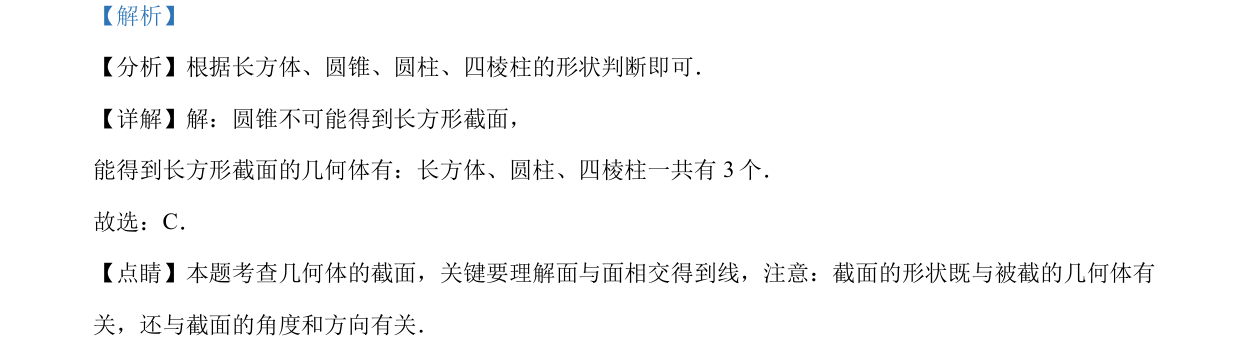 【解析】
【分析】根据长方体、圆锥、圆柱、四棱柱的形状判断即可．
【详解】解：圆锥不可能得到长方形截面，
能得到长方形截面的几何体有：长方体、圆柱、四棱柱一共有 3 个．
故选：C．
【点睛】本题考查几何体的截面，关键要理解面与面相交得到线，注意：截面的形状既与被截的几何体有
关，还与截面的角度和方向有关．